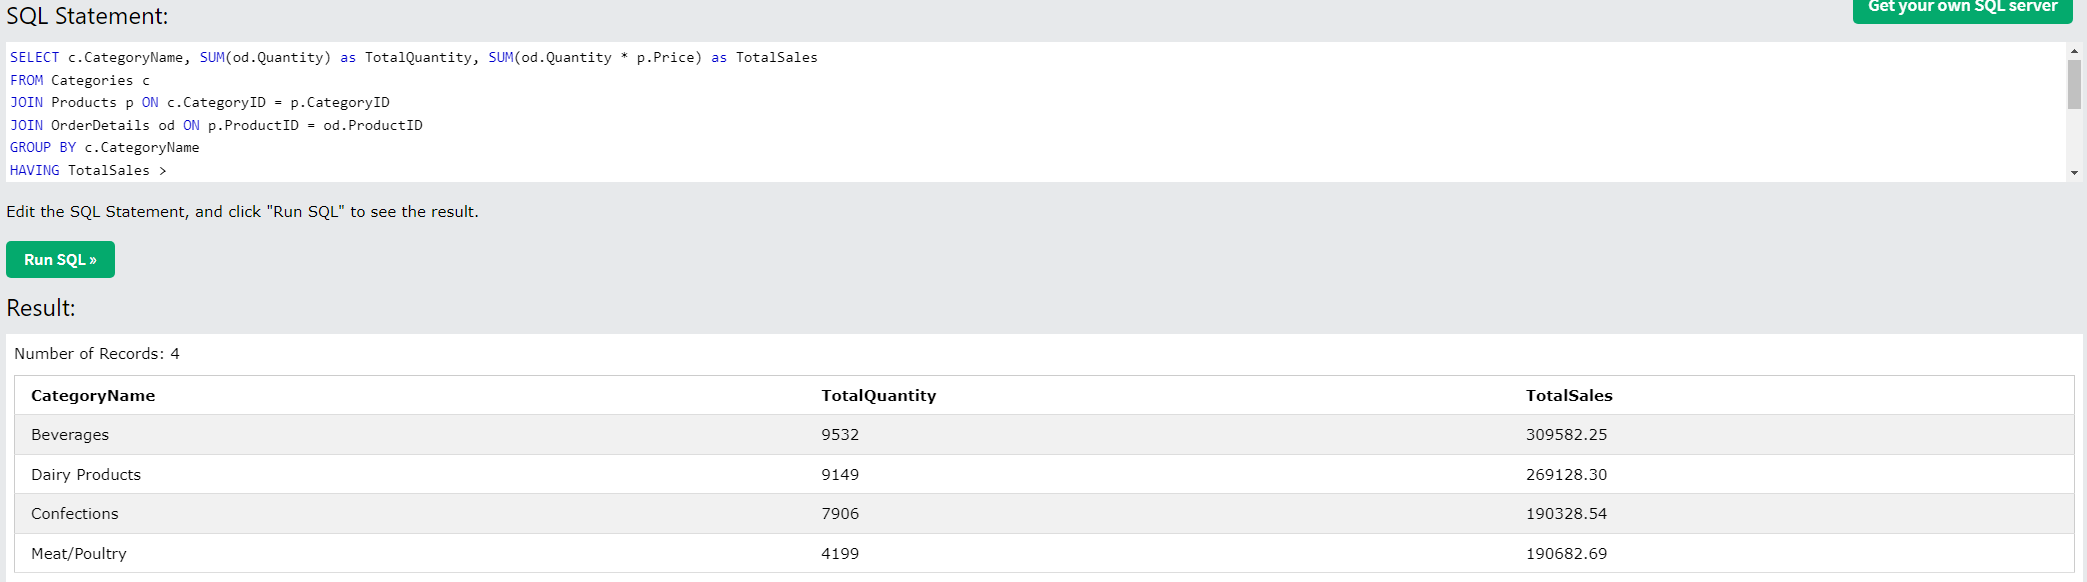 SQL Statement:
Get your own SQL server
SELECT c.CategoryName, SUM(od.Quantity) as TotalQuantity, SUM(od.Quantity * p.Price) as TotalSales
FROM Categories c
JOIN Products p ON c.CategoryID = p.CategoryID
JOIN OrderDetails od ON p.ProductID = od.ProductID
GROUP BY c.CategoryName
HAVING TotalSales >
Edit the SQL Statement, and click "Run SQL" to see the result.
Run SQL »
Result:
Number of Records: 4
CategoryName TotalQuantity TotalSales
Beverages 9532 309582.25
Dairy Products 9149 269128.30
Confections 7906 190328.54
Meat/Poultry 4199 190682.69